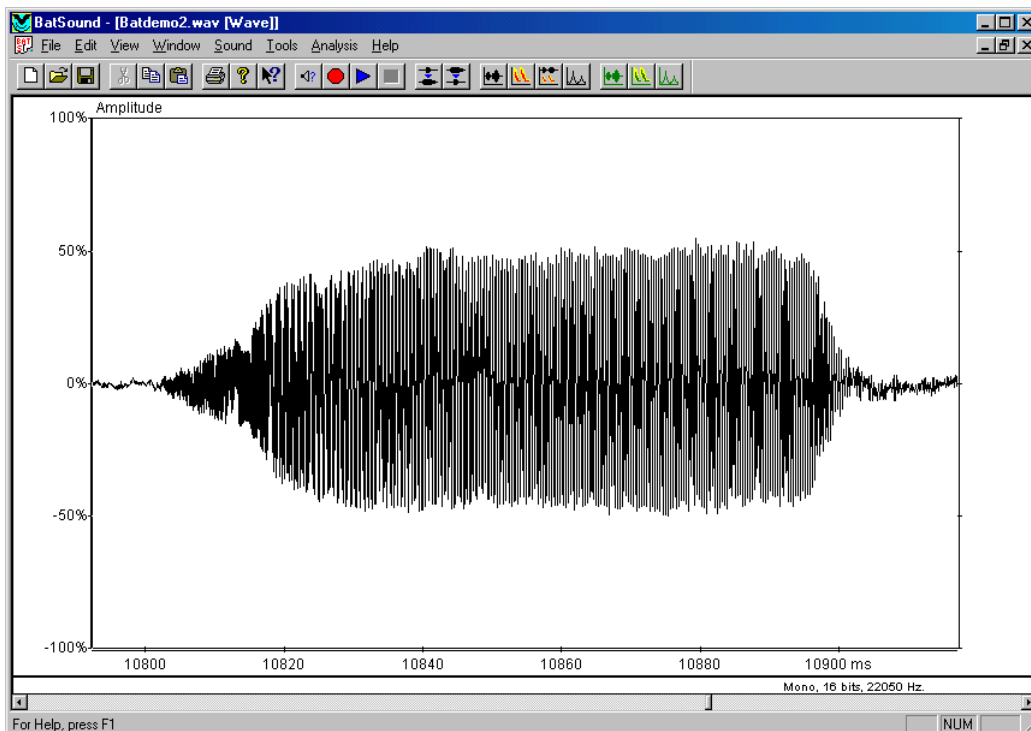 BatSound - [Batdemo2.wav [Wave]]
File Edit View Window Sound Tools Analysis Help
Amplitude
100%
50%
0%
-50%
-100%
10800 10820 10840 10860 10880 10900 ms
Mono, 16 bits, 22050 Hz.
For Help, press F1 NUM